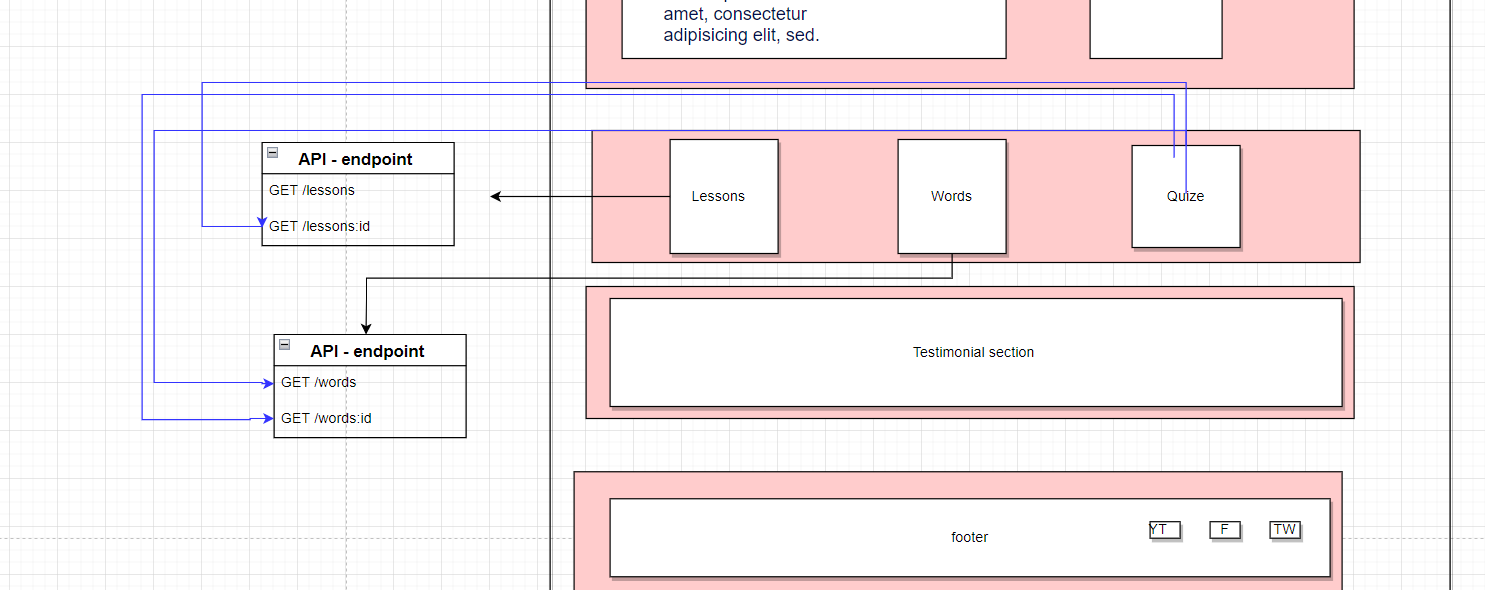 amet, consectetur
adipisicing elit, sed.
API - endpoint
GET /lessons
GET /lessons:id
Lessons
Words
Quize
API - endpoint
GET /words
GET /words:id
Testimonial section
footer
YT
F
TW